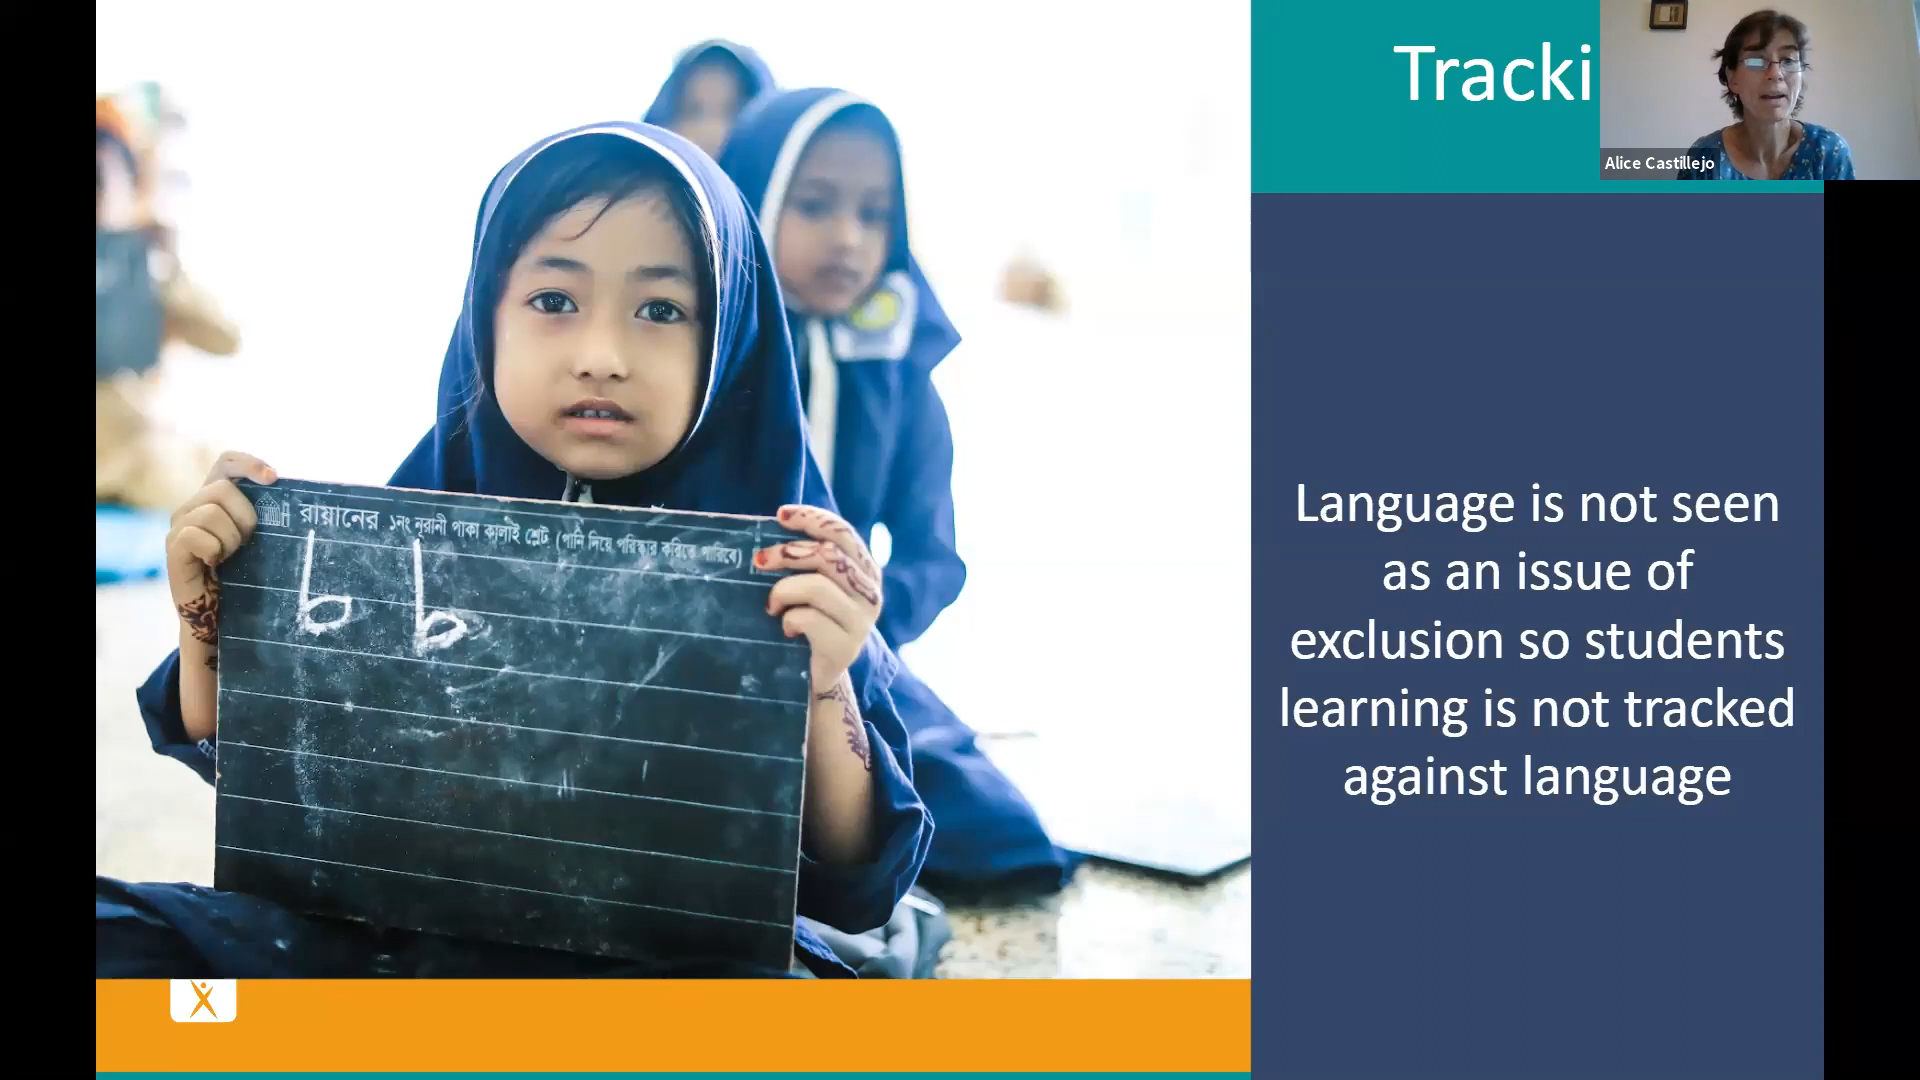 Tracki
Alice Castillejo
রায়ানের ১নং নূরানী পাকা কালাই শ্লেট (পানি দিয়ে পরিস্কার করিতে পারিবে)
b b
Language is not seen
as an issue of
exclusion so students
learning is not tracked
against language